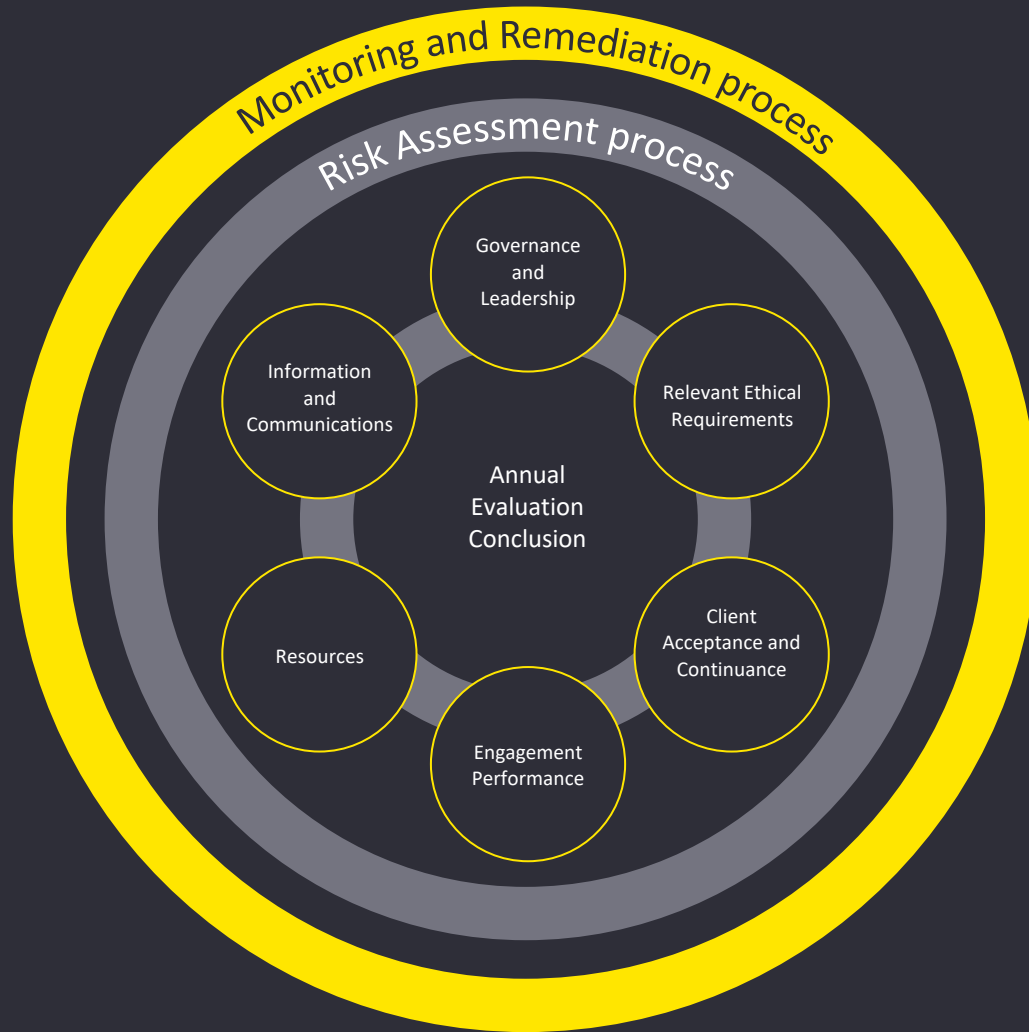 Monitoring and Remediation process
Risk Assessment process
Governance
and
Leadership
Information
and
Communications
Relevant Ethical
Requirements
Annual
Evaluation
Conclusion
Resources
Client
Acceptance and
Continuance
Engagement
Performance